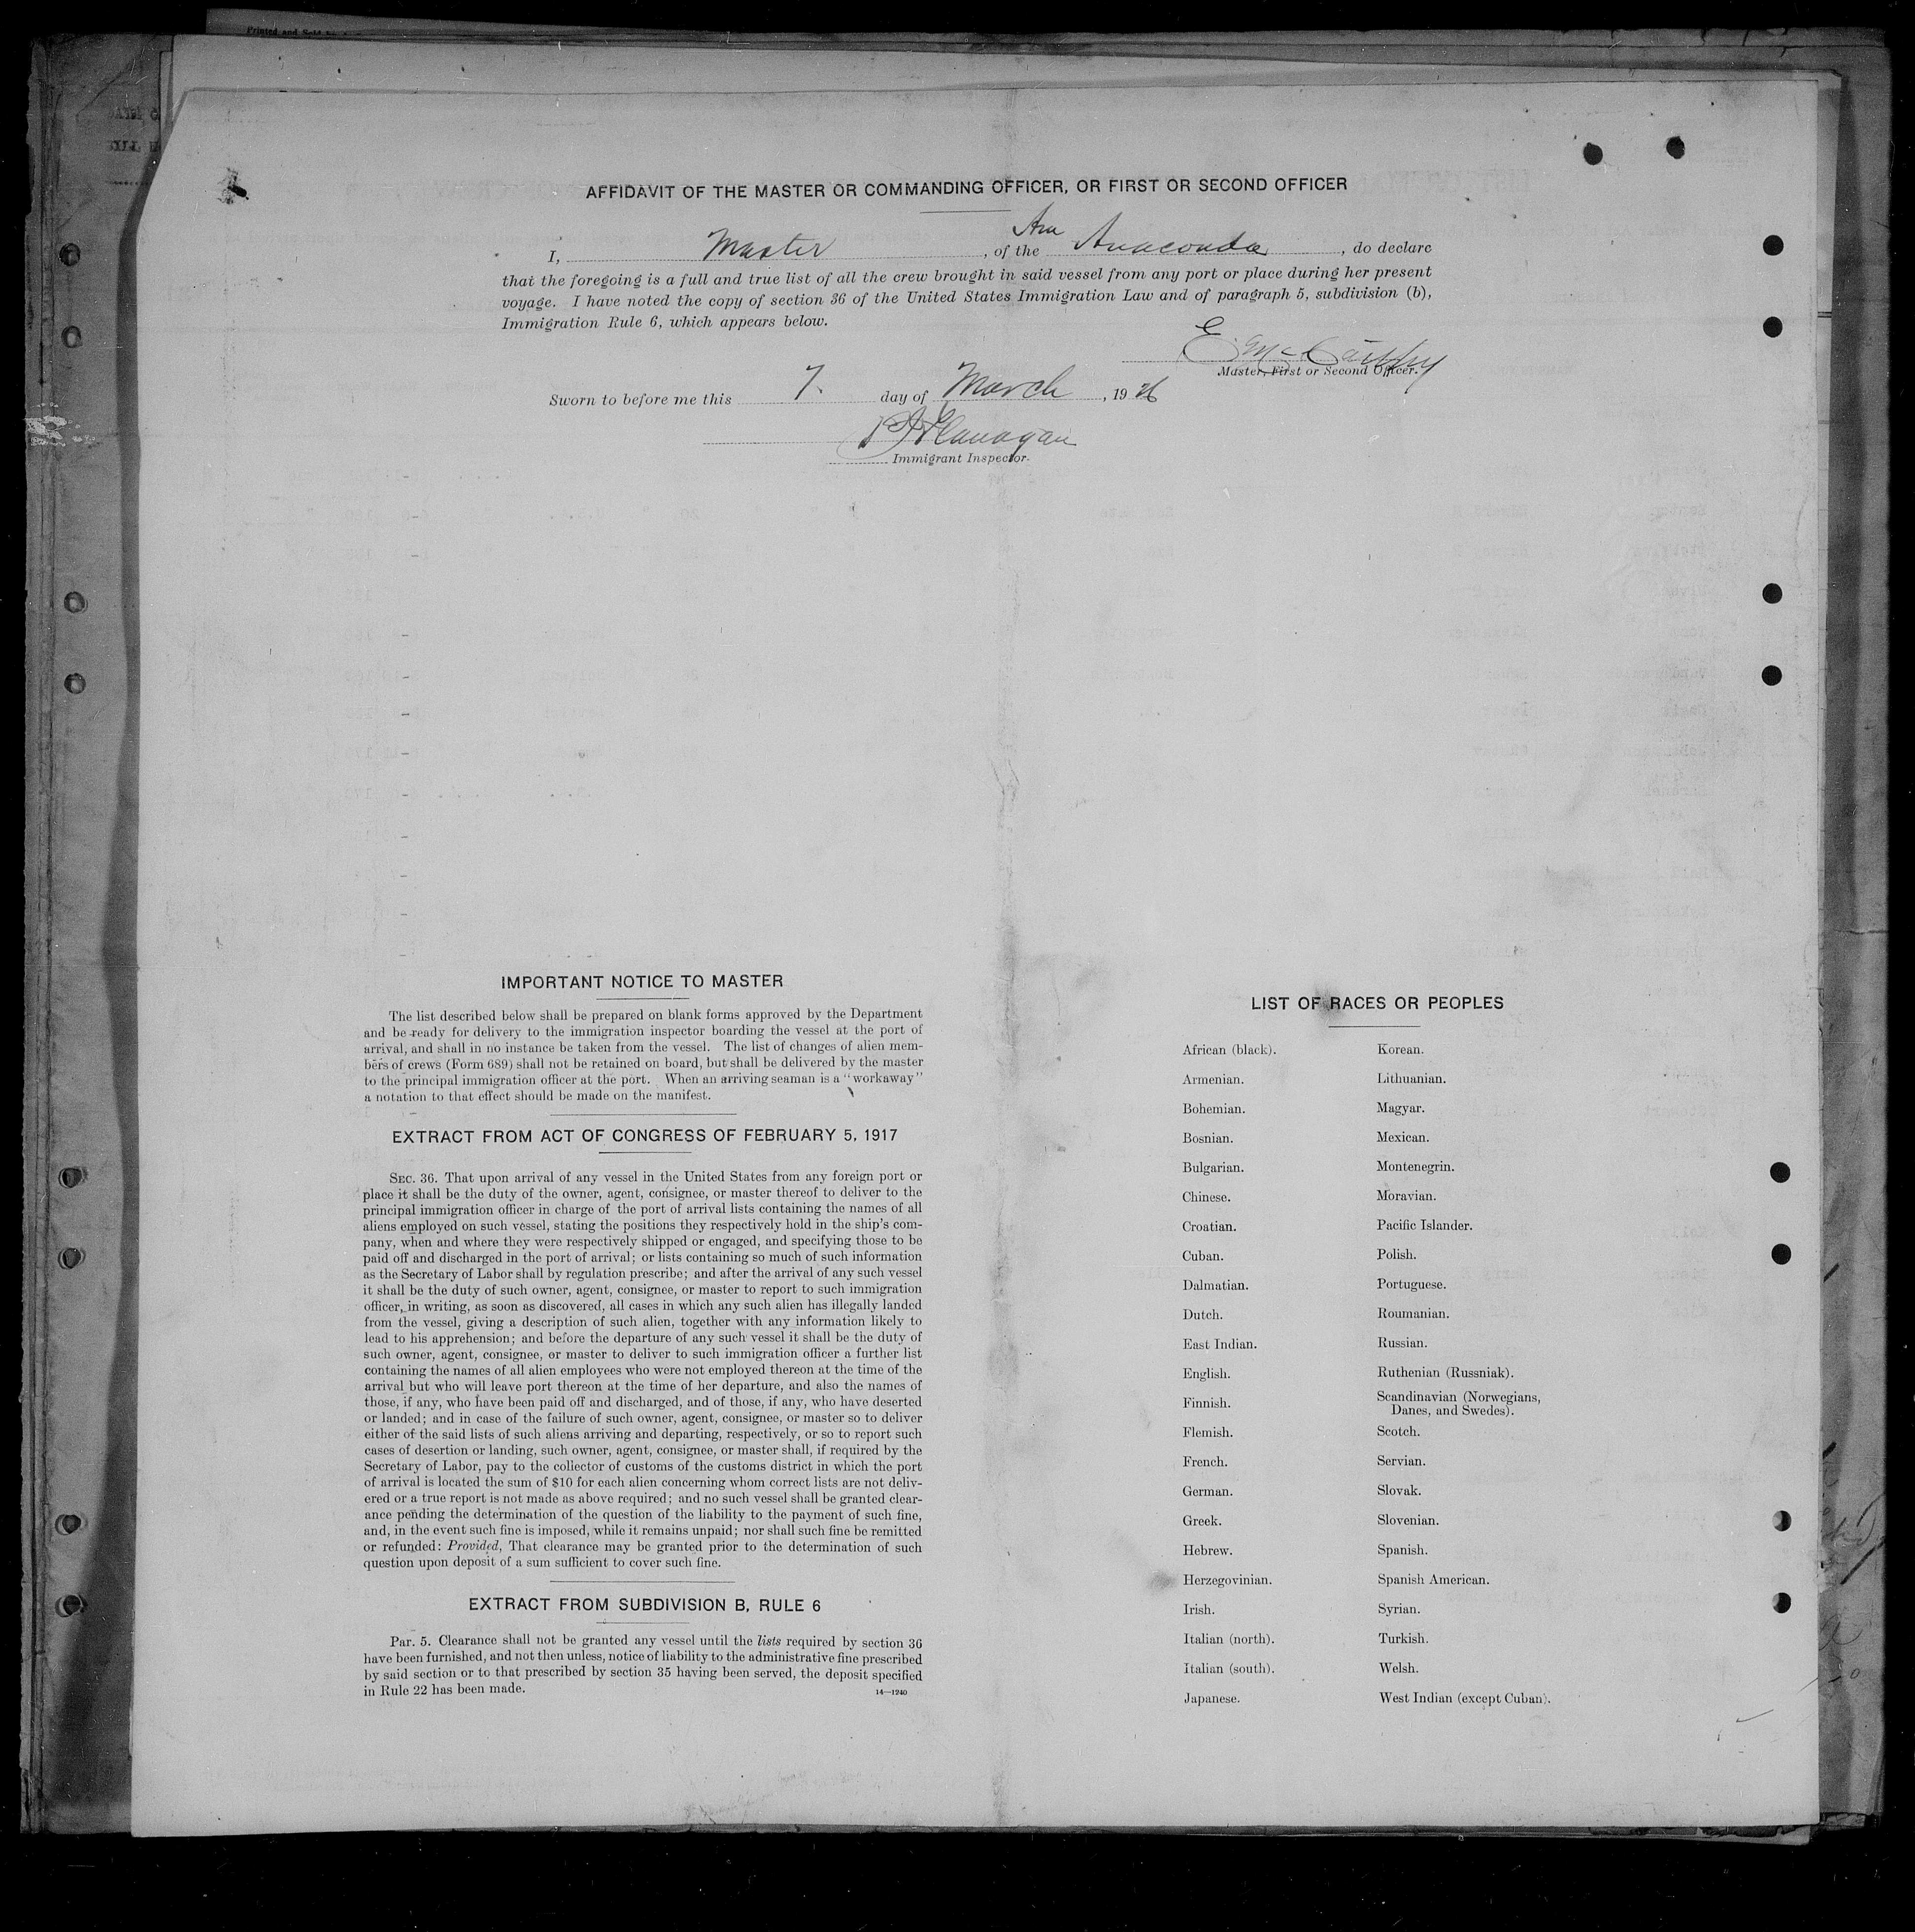 Printed and Sold by
AFFIDAVIT OF THE MASTER OR COMMANDING OFFICER, OR FIRST OR SECOND OFFICER
Am
I, Master, of the Anaconda, do declare
that the foregoing is a full and true list of all the crew brought in said vessel from any port or place during her present
voyage. I have noted the copy of section 36 of the United States Immigration Law and of paragraph 5, subdivision (b),
Immigration Rule 6, which appears below.
E McCarthy
Master, First or Second Officer.
Sworn to before me this 7. day of March, 1926
Flanagan
Immigrant Inspector.
IMPORTANT NOTICE TO MASTER
The list described below shall be prepared on blank forms approved by the Department
and be ready for delivery to the immigration inspector boarding the vessel at the port of
arrival, and shall in no instance be taken from the vessel. The list of changes of alien mem-
bers of crews (Form 689) shall not be retained on board, but shall be delivered by the master
to the principal immigration officer at the port. When an arriving seaman is a "workaway"
a notation to that effect should be made on the manifest.
EXTRACT FROM ACT OF CONGRESS OF FEBRUARY 5, 1917
SEC. 36. That upon arrival of any vessel in the United States from any foreign port or
place it shall be the duty of the owner, agent, consignee, or master thereof to deliver to the
principal immigration officer in charge of the port of arrival lists containing the names of all
aliens employed on such vessel, stating the positions they respectively hold in the ship's com-
pany, when and where they were respectively shipped or engaged, and specifying those to be
paid off and discharged in the port of arrival; or lists containing so much of such information
as the Secretary of Labor shall by regulation prescribe; and after the arrival of any such vessel
it shall be the duty of such owner, agent, consignee, or master to report to such immigration
officer, in writing, as soon as discovered, all cases in which any such alien has illegally landed
from the vessel, giving a description of such alien, together with any information likely to
lead to his apprehension; and before the departure of any such vessel it shall be the duty of
such owner, agent, consignee, or master to deliver to such immigration officer a further list
containing the names of all alien employees who were not employed thereon at the time of the
arrival but who will leave port thereon at the time of her departure, and also the names of
those, if any, who have been paid off and discharged, and of those, if any, who have deserted
or landed; and in case of the failure of such owner, agent, consignee, or master so to deliver
either of the said lists of such aliens arriving and departing, respectively, or so to report such
cases of desertion or landing, such owner, agent, consignee, or master shall, if required by the
Secretary of Labor, pay to the collector of customs of the customs district in which the port
of arrival is located the sum of $10 for each alien concerning whom correct lists are not deliv-
ered or a true report is not made as above required; and no such vessel shall be granted clear-
ance pending the determination of the question of the liability to the payment of such fine,
and, in the event such fine is imposed, while it remains unpaid; nor shall such fine be remitted
or refunded: Provided, That clearance may be granted prior to the determination of such
question upon deposit of a sum sufficient to cover such fine.
EXTRACT FROM SUBDIVISION B, RULE 6
Par. 5. Clearance shall not be granted any vessel until the lists required by section 36
have been furnished, and not then unless, notice of liability to the administrative fine prescribed
by said section or to that prescribed by section 35 having been served, the deposit specified
in Rule 22 has been made.
14—1240
LIST OF RACES OR PEOPLES
African (black). Korean.
Armenian. Lithuanian.
Bohemian. Magyar.
Bosnian. Mexican.
Bulgarian. Montenegrin.
Chinese. Moravian.
Croatian. Pacific Islander.
Cuban. Polish.
Dalmatian. Portuguese.
Dutch. Roumanian.
East Indian. Russian.
English. Ruthenian (Russniak).
Finnish. Scandinavian (Norwegians,
Danes, and Swedes).
Flemish. Scotch.
French. Servian.
German. Slovak.
Greek. Slovenian.
Hebrew. Spanish.
Herzegovinian. Spanish American.
Irish. Syrian.
Italian (north). Turkish.
Italian (south). Welsh.
Japanese. West Indian (except Cuban).